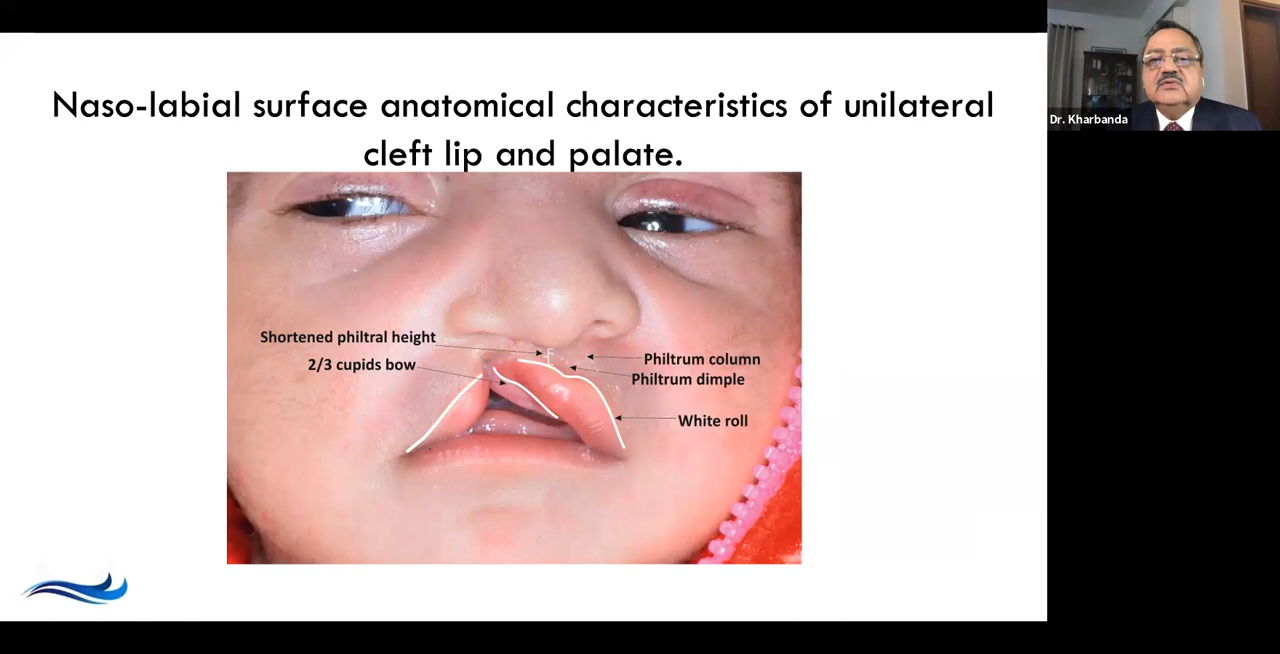 Naso-labial surface anatomical characteristics of unilateral
cleft lip and palate.
Dr. Kharbanda
Shortened philtral height
2/3 cupids bow
Philtrum column
Philtrum dimple
White roll